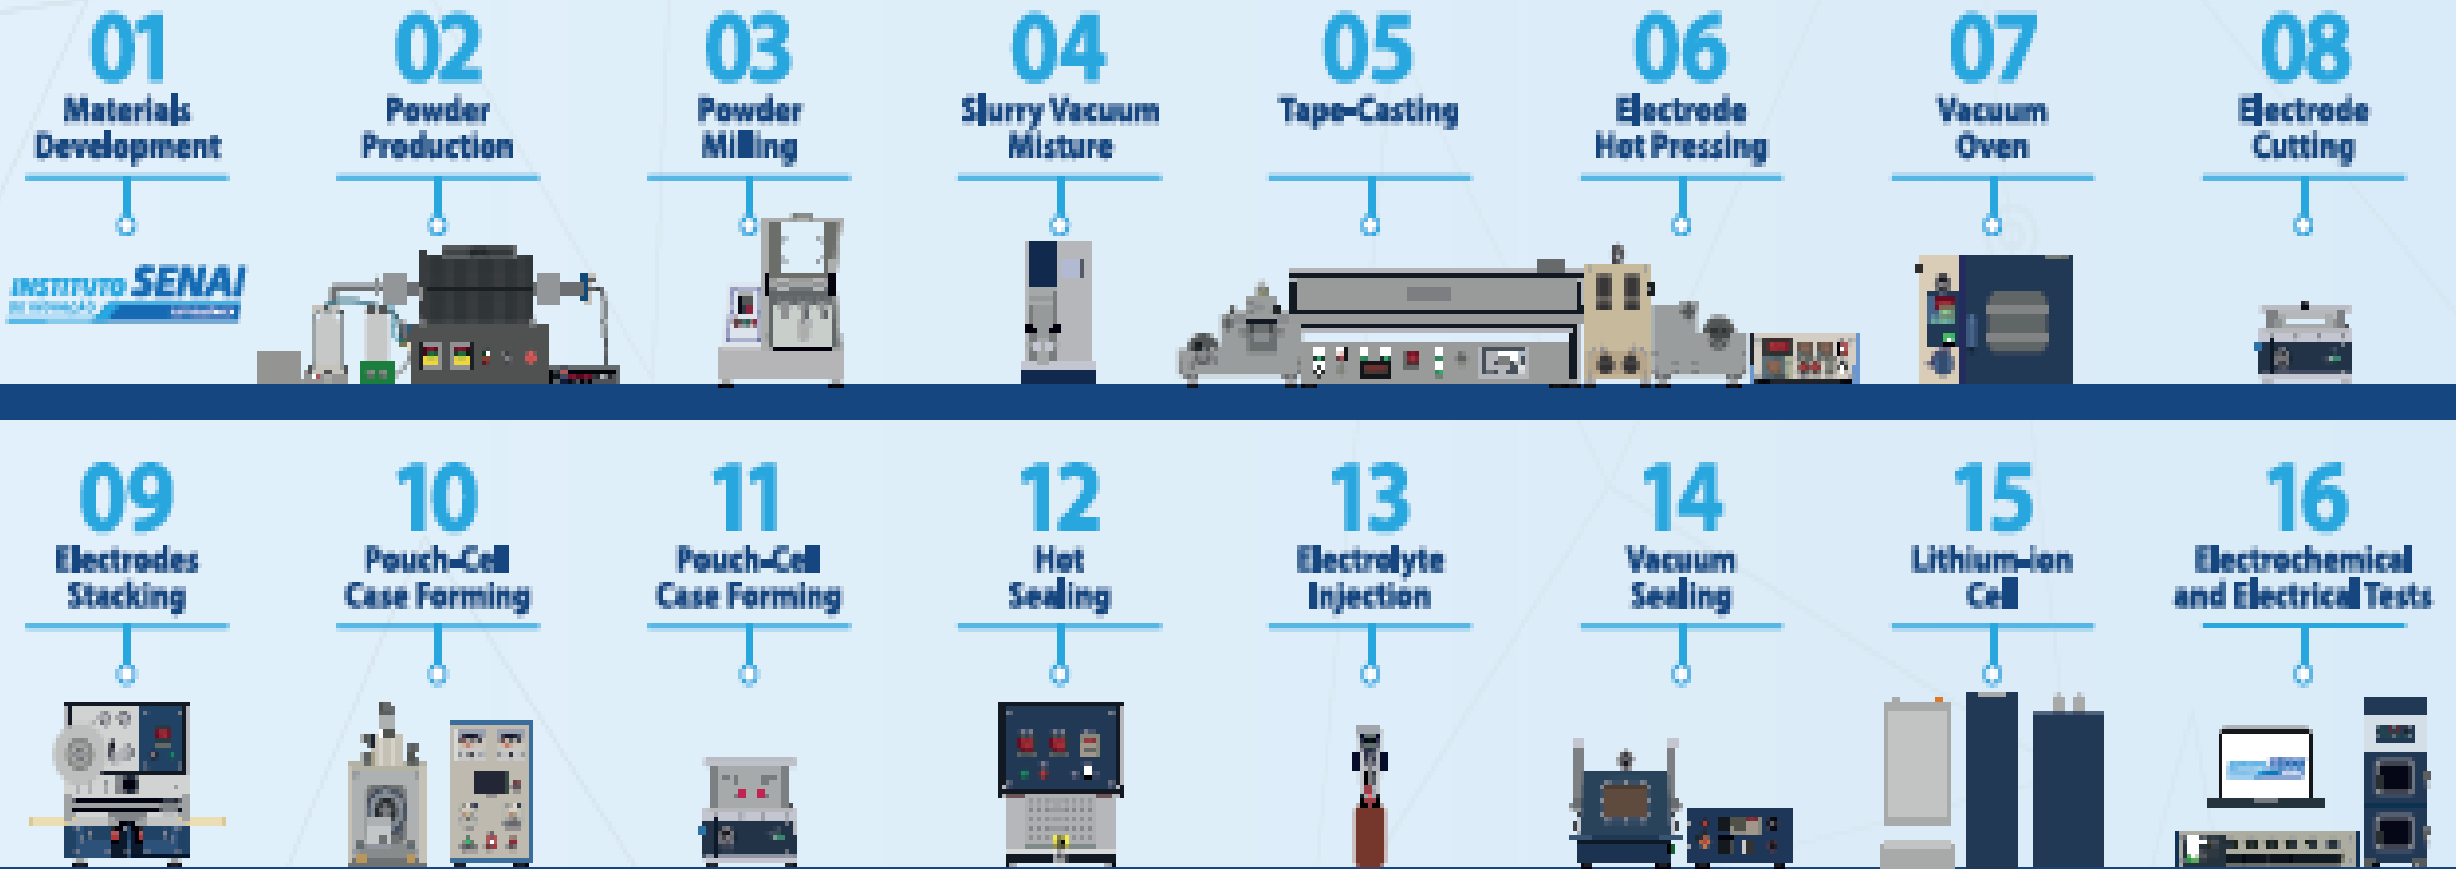 01
Materials
Development
02
Powder
Production
03
Powder
Milling
04
Slurry Vacuum
Misture
05
Tape-Casting
06
Electrode
Hot Pressing
07
Vacuum
Oven
08
Electrode
Cutting
INSTITUTO SENAI
DE INOVAÇÃO
09
Electrodes
Stacking
10
Pouch-Cell
Case Forming
11
Pouch-Cell
Case Forming
12
Hot
Sealing
13
Electrolyte
Injection
14
Vacuum
Sealing
15
Lithium-ion
Cell
16
Electrochemical
and Electrical Tests